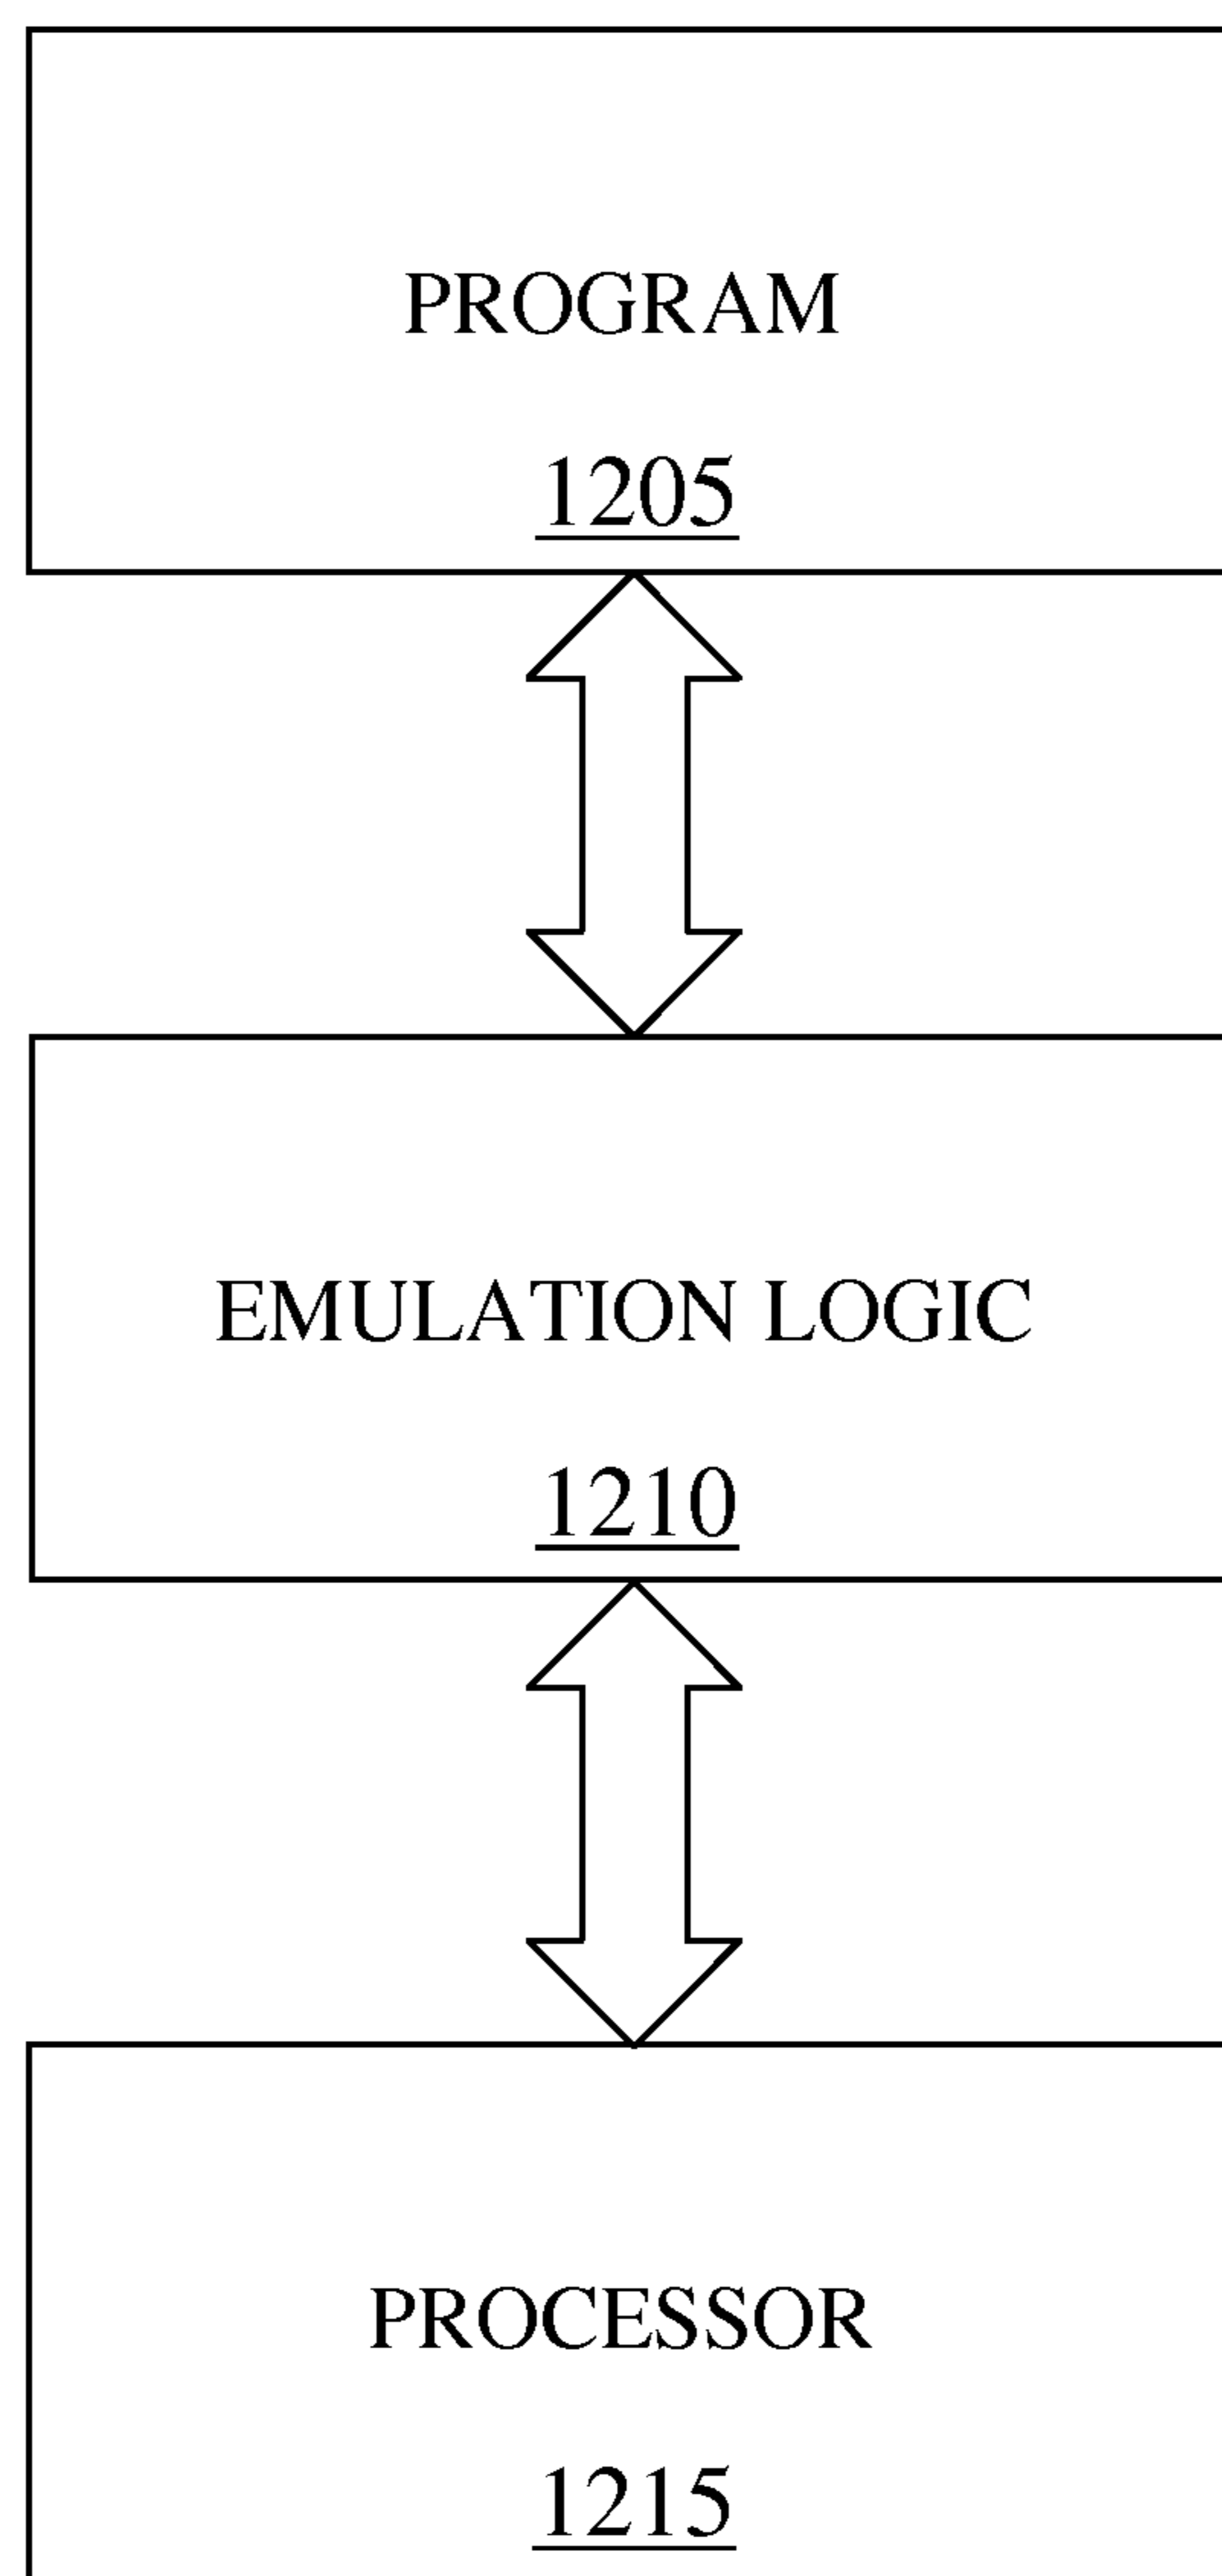 PROGRAM
1205
EMULATION LOGIC
1210
PROCESSOR
1215